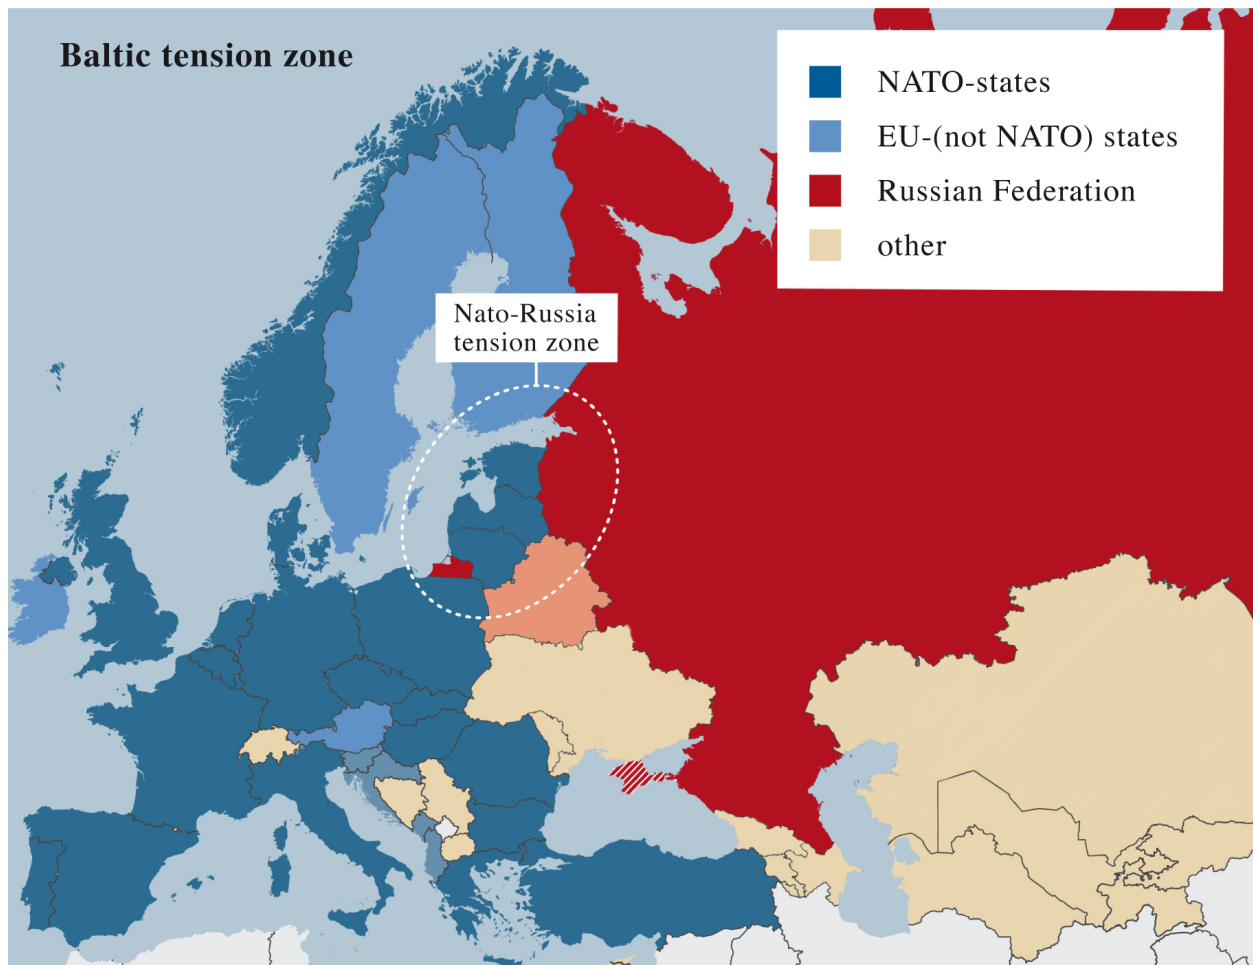 Baltic tension zone
NATO-states
EU-(not NATO) states
Russian Federation
other
Nato-Russia
tension zone